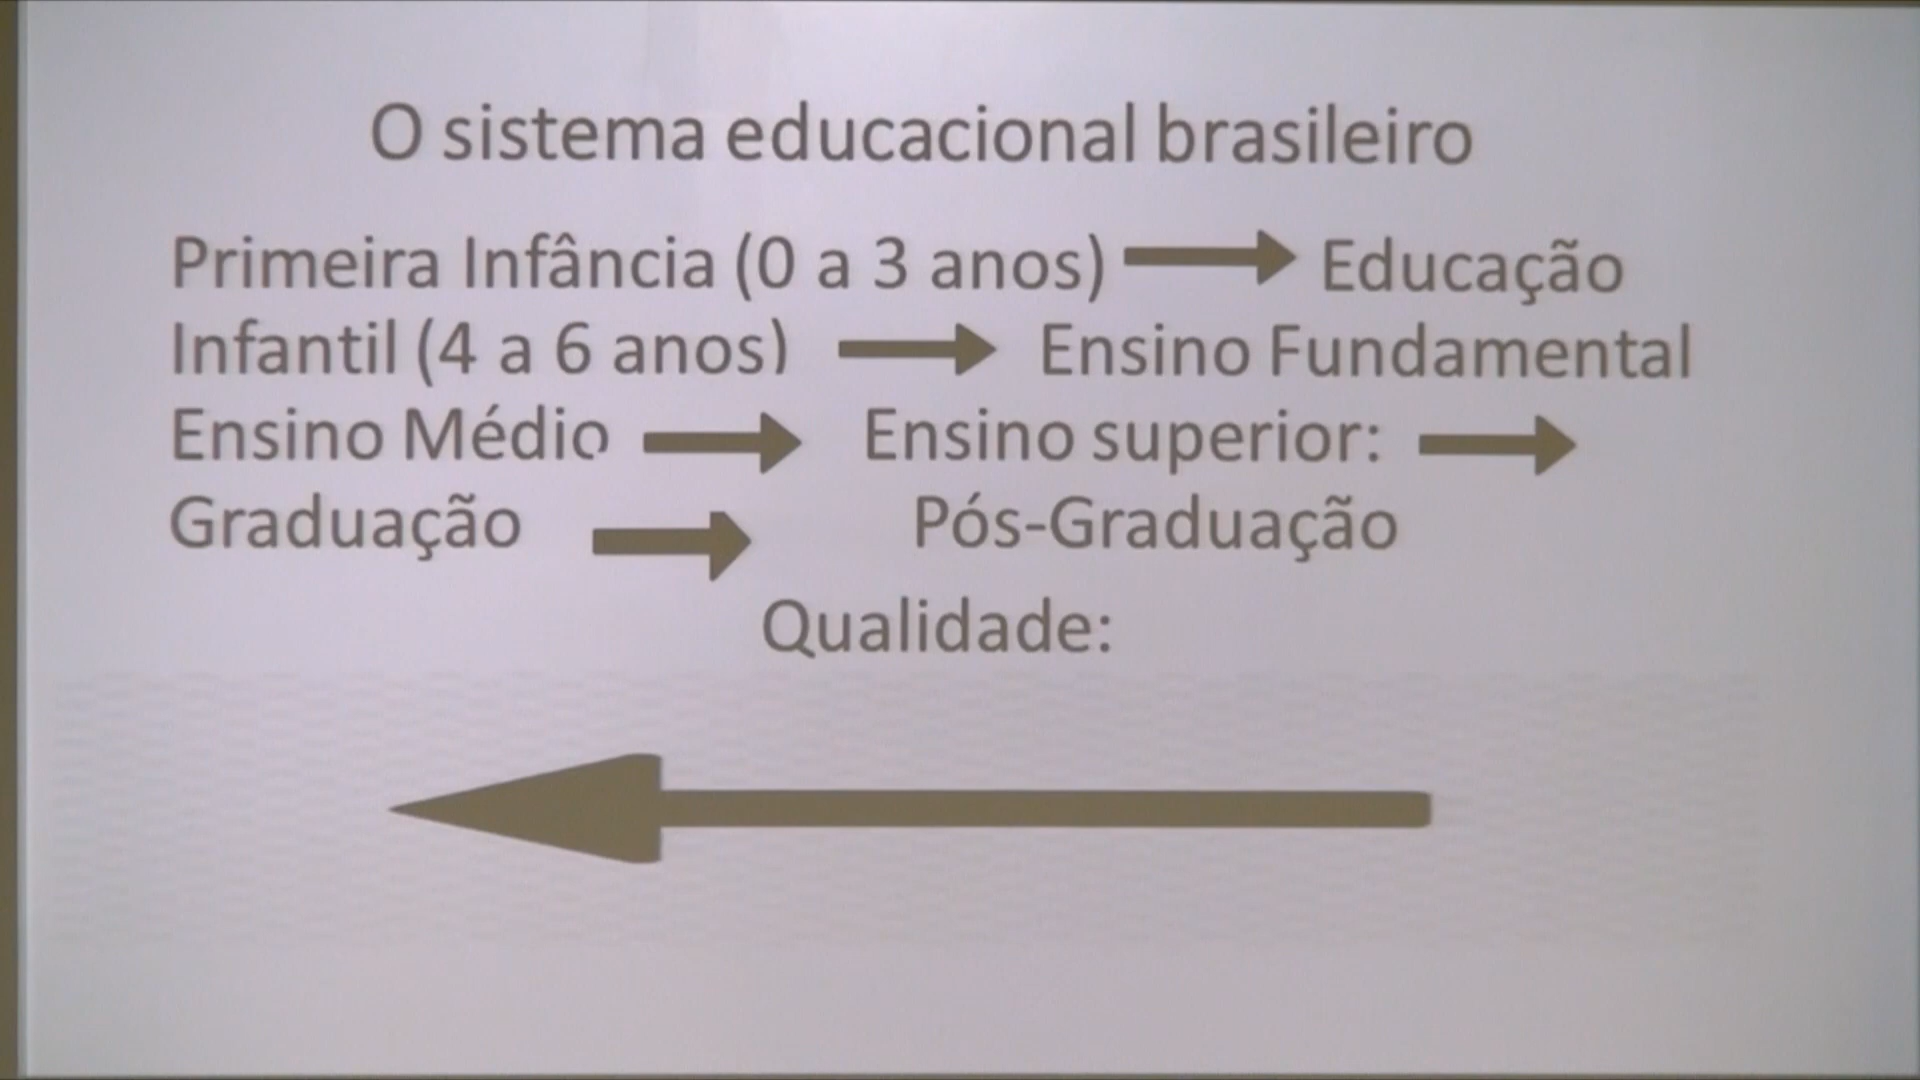 O sistema educacional brasileiro
Primeira Infância (0 a 3 anos) Educação
Infantil (4 a 6 anos) Ensino Fundamental
Ensino Médio Ensino superior:
Graduação Pós-Graduação
Qualidade: